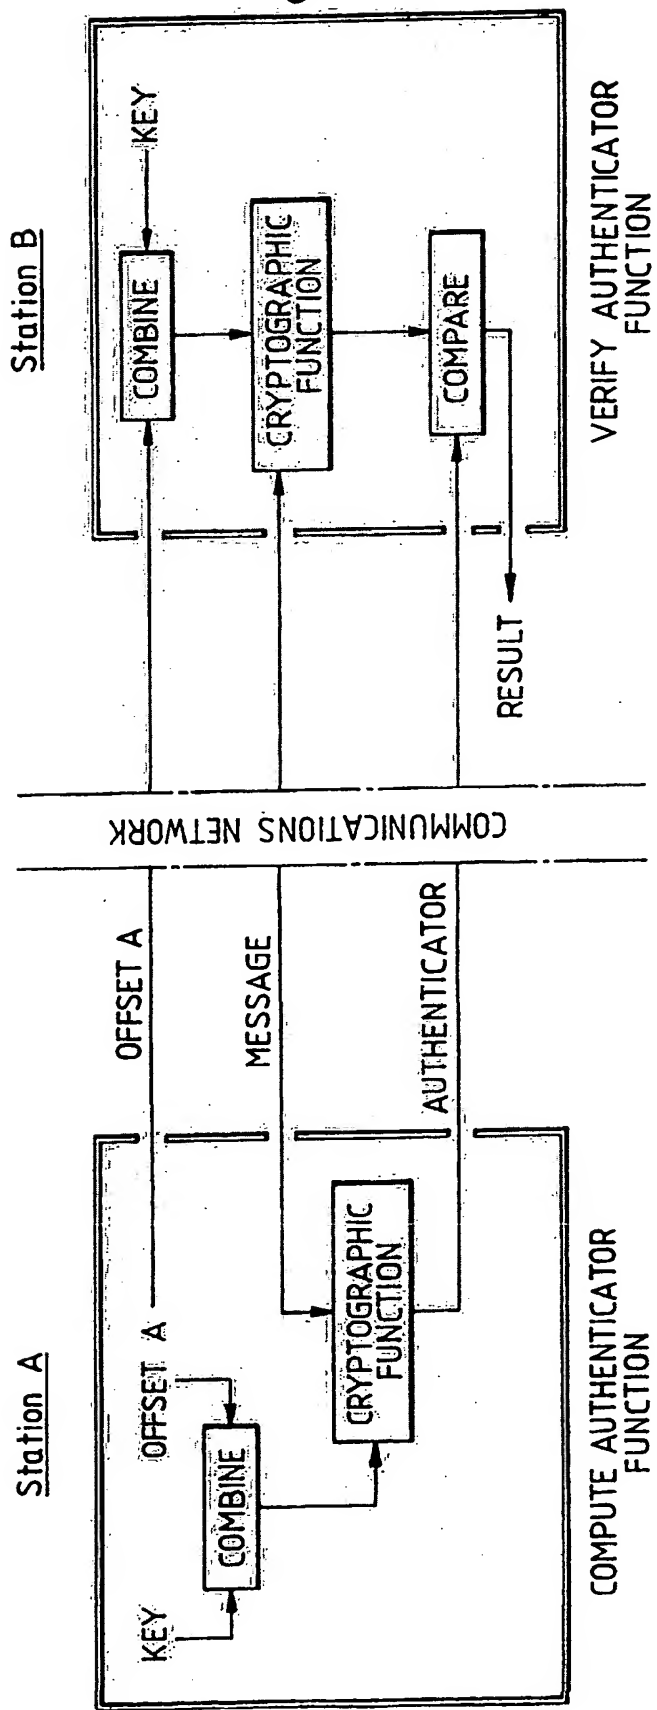 Station A
KEY
OFFSET A
COMBINE
CRYPTOGRAPHIC
FUNCTION
COMPUTE AUTHENTICATOR
FUNCTION
OFFSET A
MESSAGE
AUTHENTICATOR
COMMUNICATIONS NETWORK
Station B
KEY
COMBINE
CRYPTOGRAPHIC
FUNCTION
COMPARE
RESULT
VERIFY AUTHENTICATOR
FUNCTION